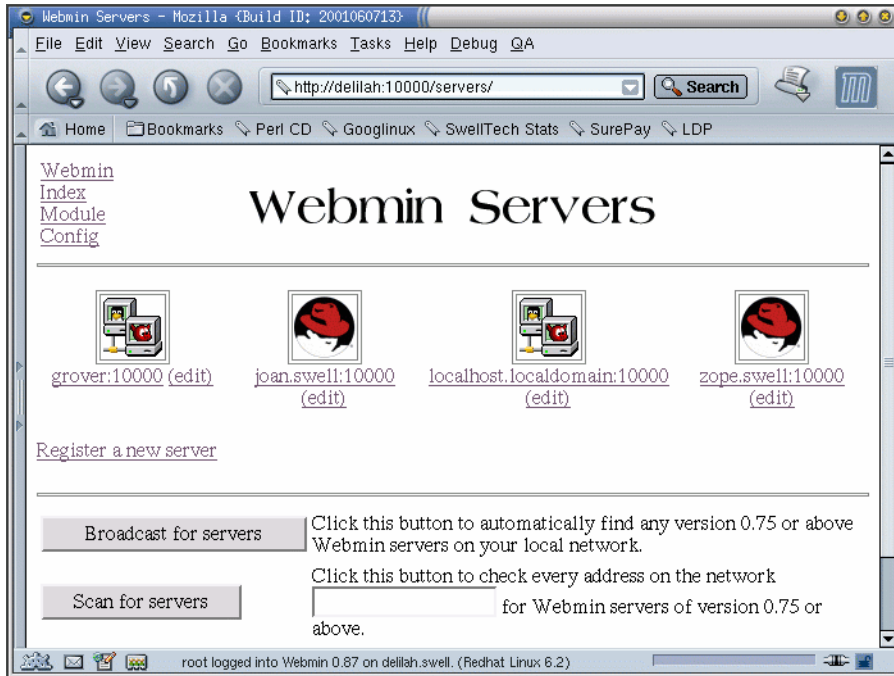 Webmin Servers - Mozilla {Build ID: 2001060713}
File Edit View Search Go Bookmarks Tasks Help Debug QA
http://delilah:10000/servers/ Search
Home Bookmarks Perl CD Googlinux SwellTech Stats SurePay LDP
Webmin
Index
Module
Config
Webmin Servers
grover:10000 (edit)
joan.swell:10000
(edit)
localhost.localdomain:10000
(edit)
zope.swell:10000
(edit)
Register a new server
Broadcast for servers
Click this button to automatically find any version 0.75 or above
Webmin servers on your local network.
Scan for servers
Click this button to check every address on the network
for Webmin servers of version 0.75 or
above.
root logged into Webmin 0.87 on delilah.swell. (Redhat Linux 6.2)